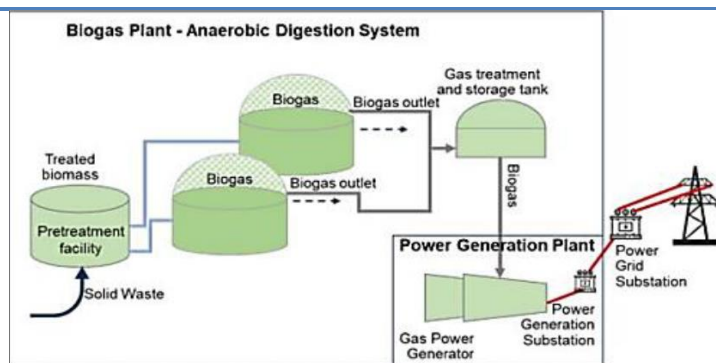 Biogas Plant - Anaerobic Digestion System
Gas treatment
and storage tank
Biogas
Biogas outlet
Treated
biomass
Biogas
Biogas outlet
Biogas
Pretreatment
facility
Solid Waste
Power Generation Plant
Power
Grid
Substation
Power
Generation
Substation
Gas Power
Generator